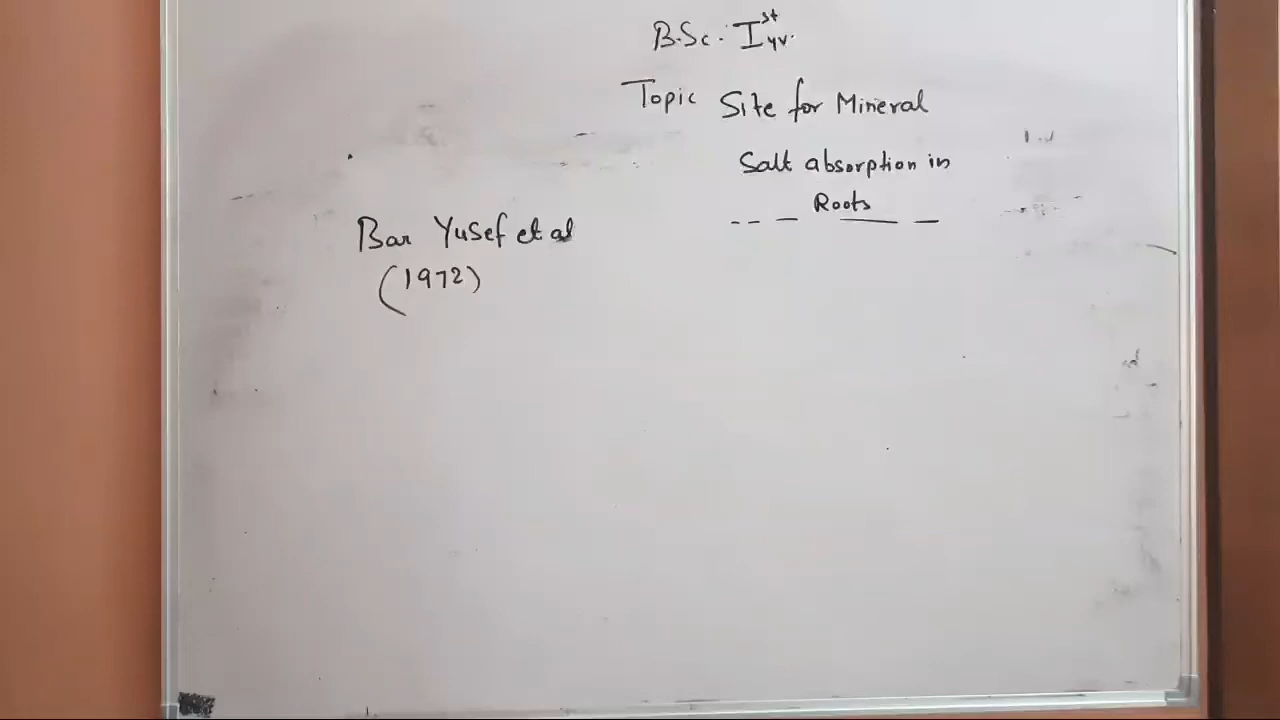 B.Sc. Ist yr.
Topic Site for Mineral
Salt absorption in
Roots
Bar Yusef et al
(1972)